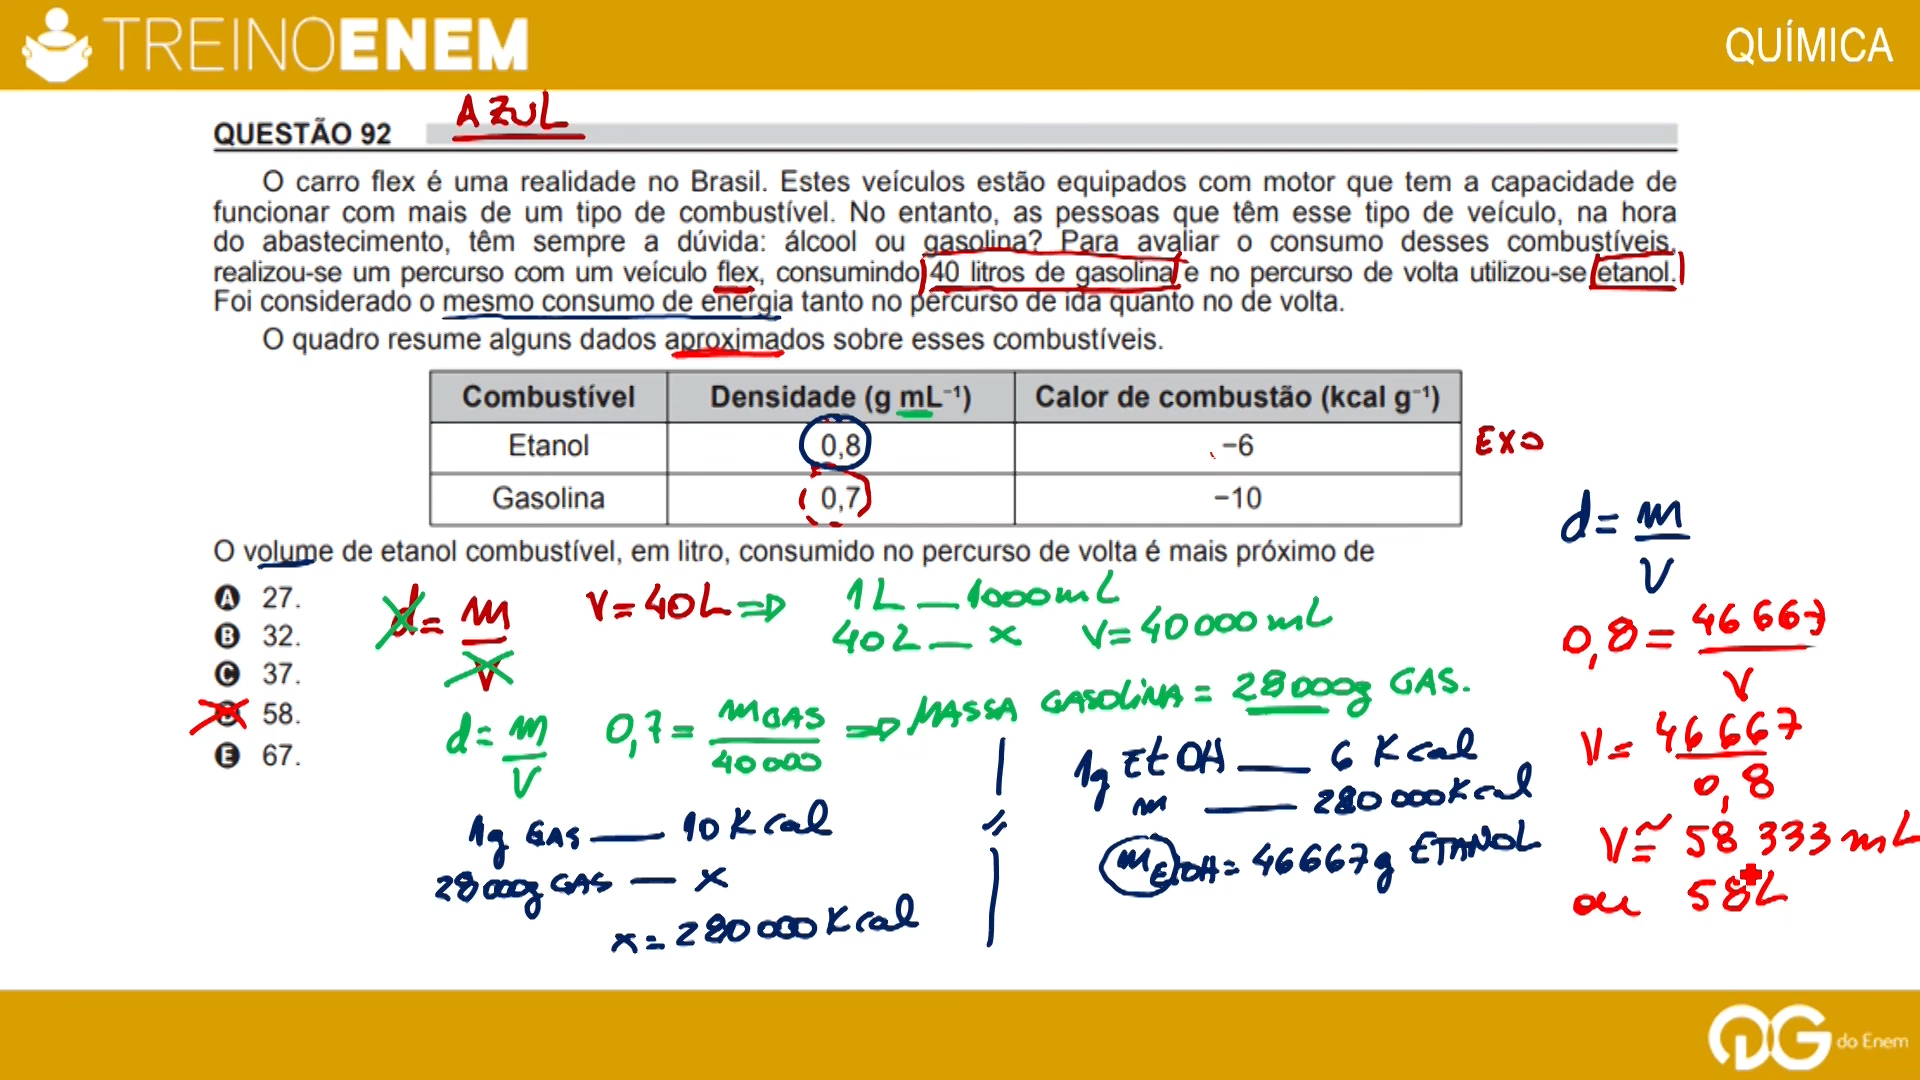 TREINOENEM
QUÍMICA
QUESTÃO 92
AZUL
O carro flex é uma realidade no Brasil. Estes veículos estão equipados com motor que tem a capacidade de
funcionar com mais de um tipo de combustível. No entanto, as pessoas que têm esse tipo de veículo, na hora
do abastecimento, têm sempre a dúvida: álcool ou gasolina? Para avaliar o consumo desses combustíveis,
realizou-se um percurso com um veículo flex, consumindo 40 litros de gasolina e no percurso de volta utilizou-se etanol.
Foi considerado o mesmo consumo de energia tanto no percurso de ida quanto no de volta.
O quadro resume alguns dados aproximados sobre esses combustíveis.
Combustível Densidade (g mL⁻¹) Calor de combustão (kcal g⁻¹)
Etanol 0,8 −6
EXO
Gasolina 0,7 −10
O volume de etanol combustível, em litro, consumido no percurso de volta é mais próximo de
A 27.
B 32.
C 37.
D 58.
E 67.
d = m/V
V = 40L ⇒
1L — 1000mL
40L — x V = 40000mL
d = m/V 0,7 = mGAS/40000 ⇒ MASSA GASOLINA = 28000g GAS.
1g GAS — 10 Kcal
28000g GAS — x
x = 280000Kcal
1g EtOH — 6 Kcal
m — 280000Kcal
mEtOH = 46667g ETANOL
d = m/V
0,8 = 46667/V
V = 46667/0,8
V ≅ 58333mL
ou 58L
QG do Enem